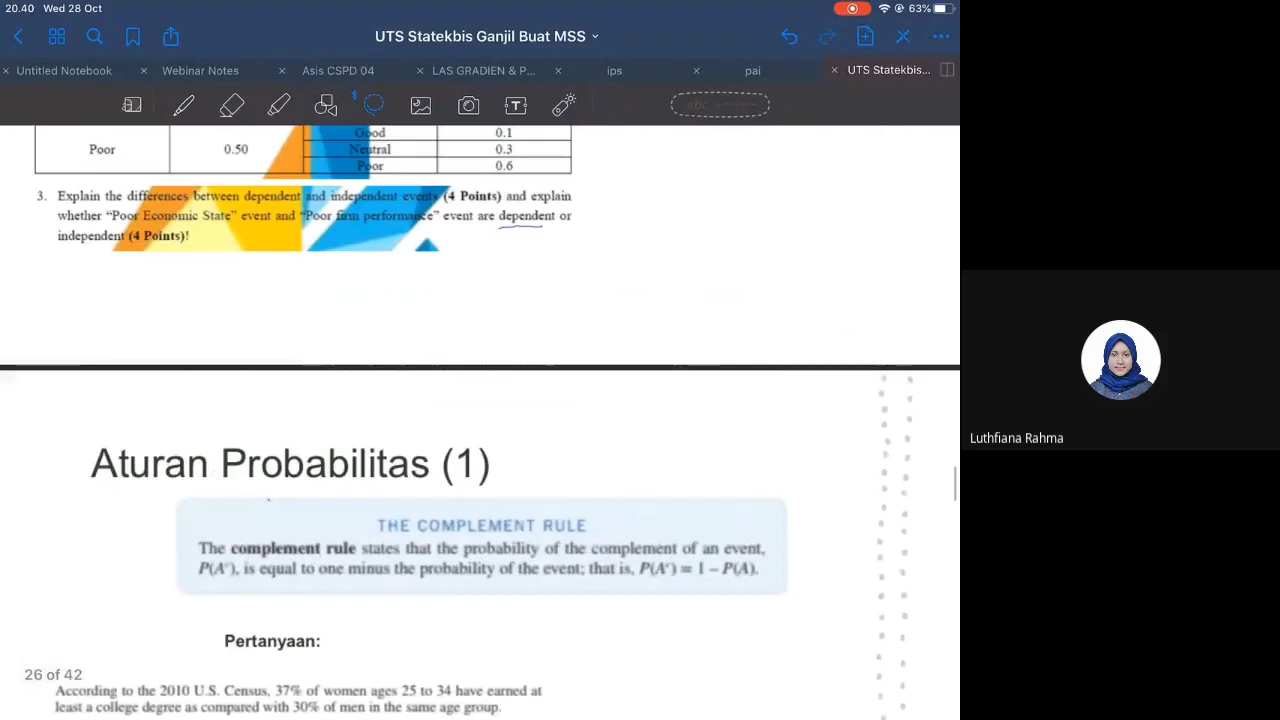 20.40 Wed 28 Oct
63%
UTS Statekbis Ganjil Buat MSS
Untitled Notebook
Webinar Notes
Asis CSPD 04
LAS GRADIEN & P...
ips
pai
UTS Statekbis...
Good 0.1
Poor 0.50 Neutral 0.3
Poor 0.6
3. Explain the differences between dependent and independent events (4 Points) and explain
whether “Poor Economic State” event and “Poor firm performance” event are dependent or
independent (4 Points)!
Luthfiana Rahma
Aturan Probabilitas (1)
THE COMPLEMENT RULE
The complement rule states that the probability of the complement of an event,
P(Aᶜ), is equal to one minus the probability of the event; that is, P(Aᶜ) = 1 − P(A).
Pertanyaan:
26 of 42
According to the 2010 U.S. Census, 37% of women ages 25 to 34 have earned at
least a college degree as compared with 30% of men in the same age group.